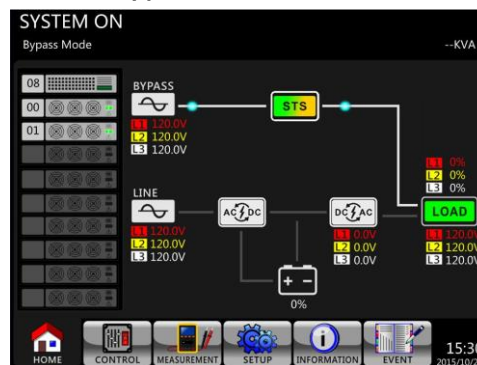 SYSTEM ON
Bypass Mode
--KVA
08
00
01
BYPASS
STS
L1 120.0V
L2 120.0V
L3 120.0V
L1 0%
L2 0%
L3 0%
LINE
AC DC
DC AC
LOAD
L1 120.0V
L2 120.0V
L3 120.0V
L1 0.0V
L2 0.0V
L3 0.0V
L1 120.0V
L2 120.0V
L3 120.0V
+ -
0%
HOME
CONTROL
MEASUREMENT
SETUP
INFORMATION
EVENT
15:30
2015/10/2